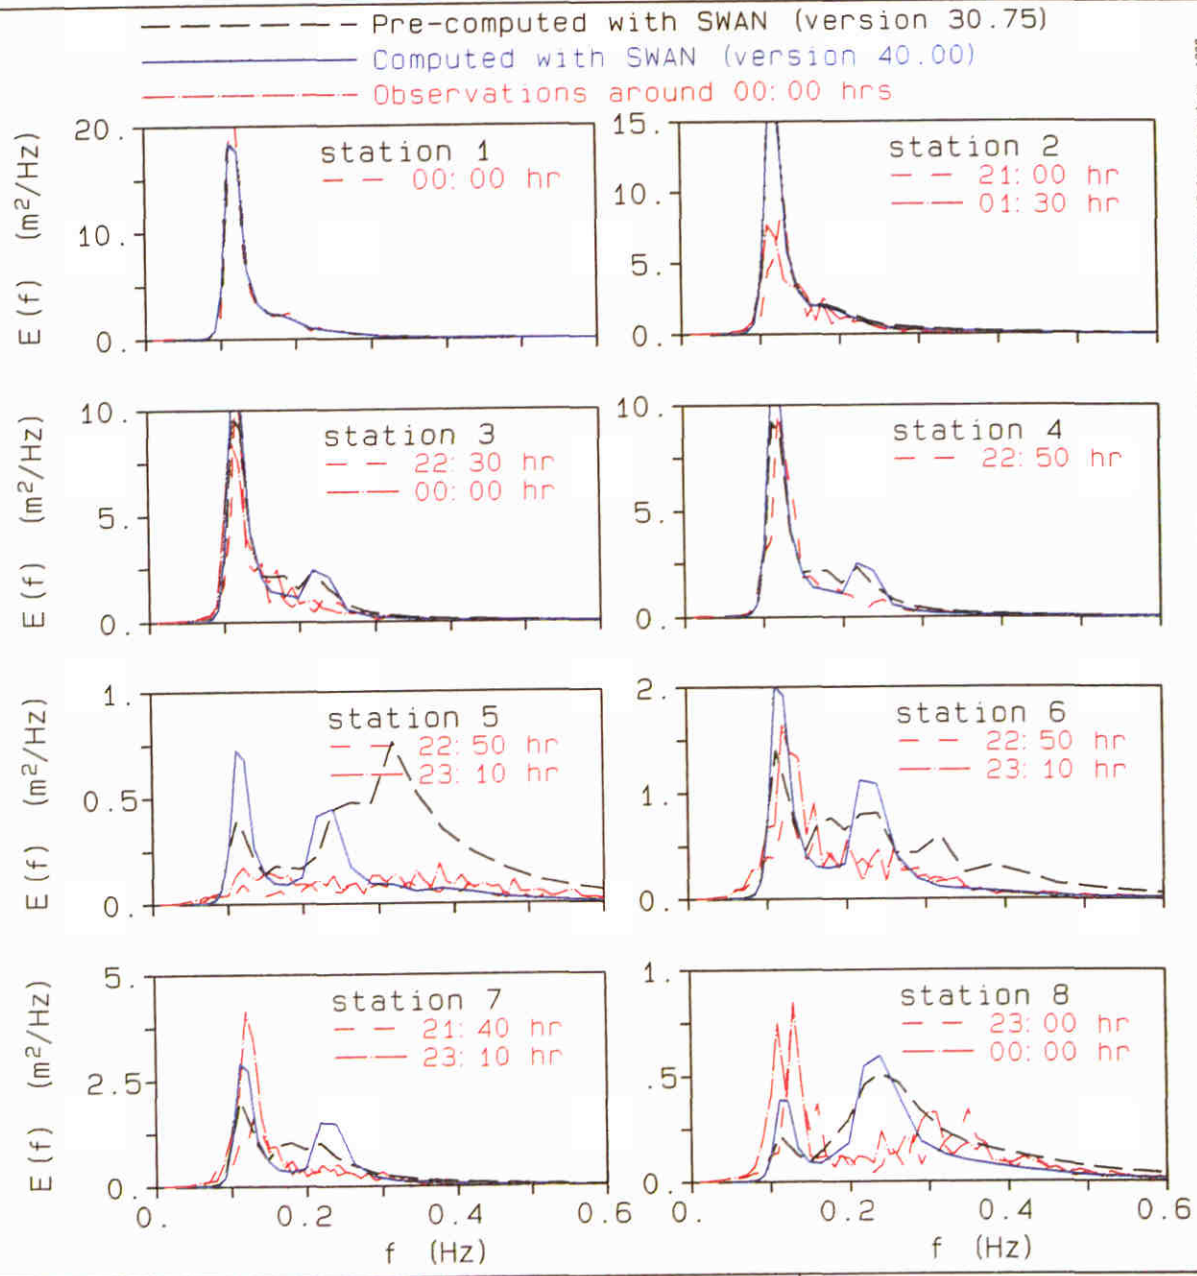 Pre-computed with SWAN (version 30.75)
Computed with SWAN (version 40.00)
Observations around 00:00 hrs
E(f) (m²/Hz)
20.
10.
0.
station 1
00:00 hr
15.
10.
5.
0.
station 2
21:00 hr
01:30 hr
E(f) (m²/Hz)
10.
5.
0.
station 3
22:30 hr
00:00 hr
10.
5.
0.
station 4
22:50 hr
E(f) (m²/Hz)
1.
0.5
0.
station 5
22:50 hr
23:10 hr
2.
1.
0.
station 6
22:50 hr
23:10 hr
E(f) (m²/Hz)
5.
2.5
0.
station 7
21:40 hr
23:10 hr
1.
.5
0.
station 8
23:00 hr
00:00 hr
0. 0.2 0.4 0.6
f (Hz)
0. 0.2 0.4 0.6
f (Hz)